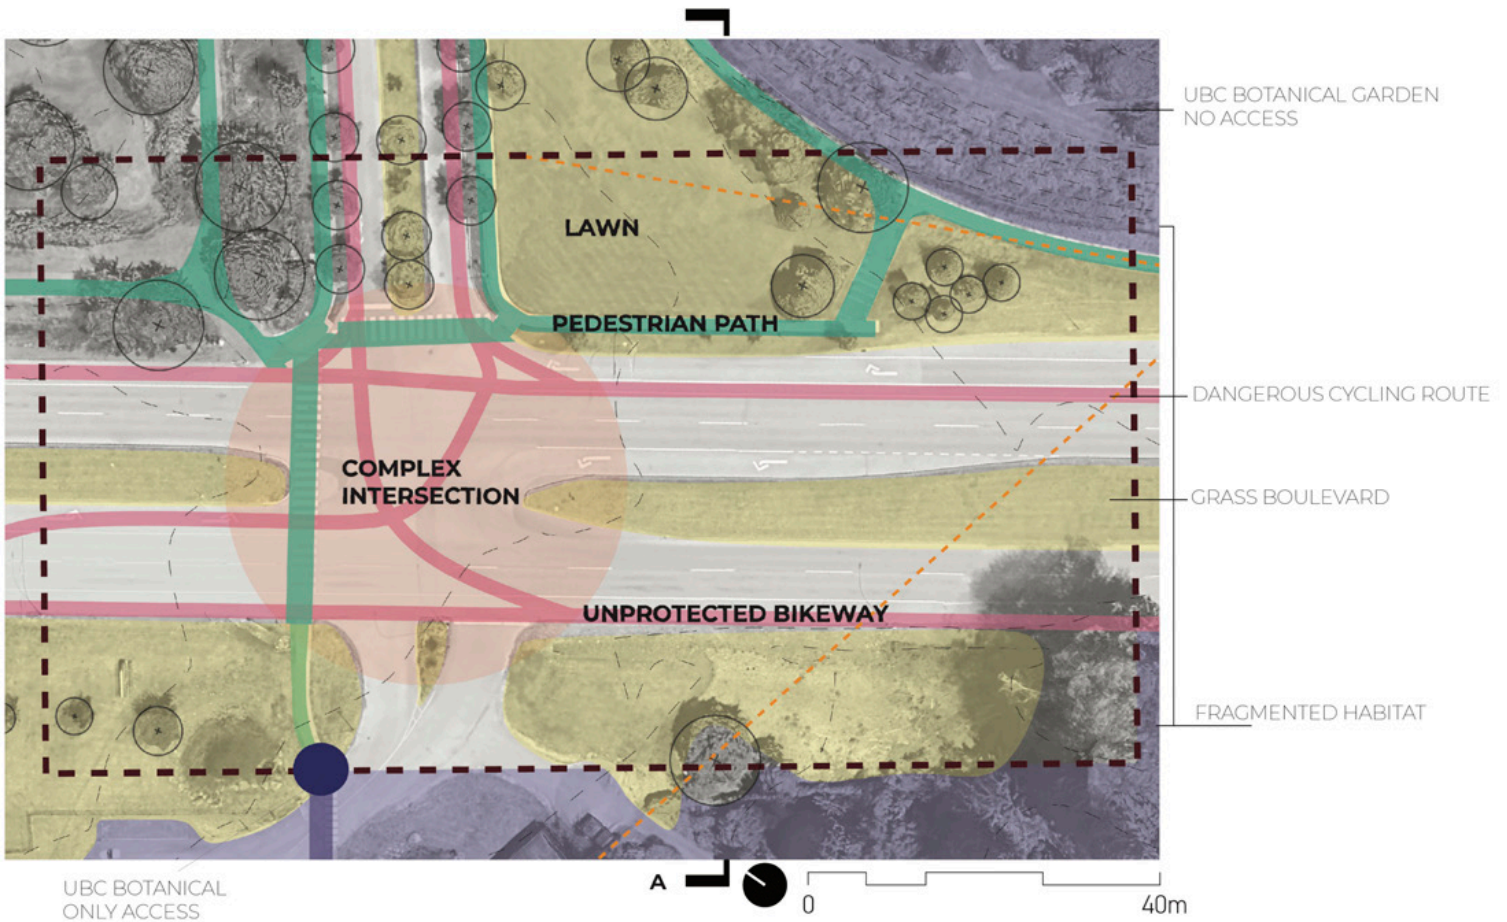 UBC BOTANICAL GARDEN
NO ACCESS
LAWN
PEDESTRIAN PATH
DANGEROUS CYCLING ROUTE
COMPLEX
INTERSECTION
GRASS BOULEVARD
UNPROTECTED BIKEWAY
FRAGMENTED HABITAT
UBC BOTANICAL
ONLY ACCESS
A
0
40m